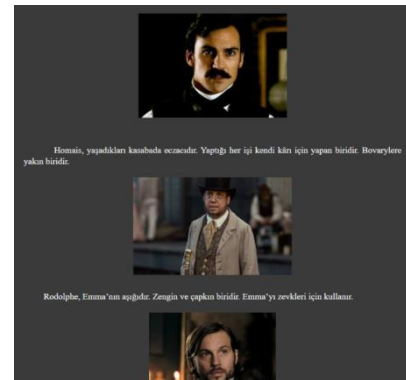 Homais, yaşadıkları kasabada eczacıdır. Yaptığı her işi kendi kârı için yapan biridir. Bovarylere
yakın biridir.
Rodolphe, Emma'nın aşığıdır. Zengin ve çapkın biridir. Emma'yı zevkleri için kullanır.